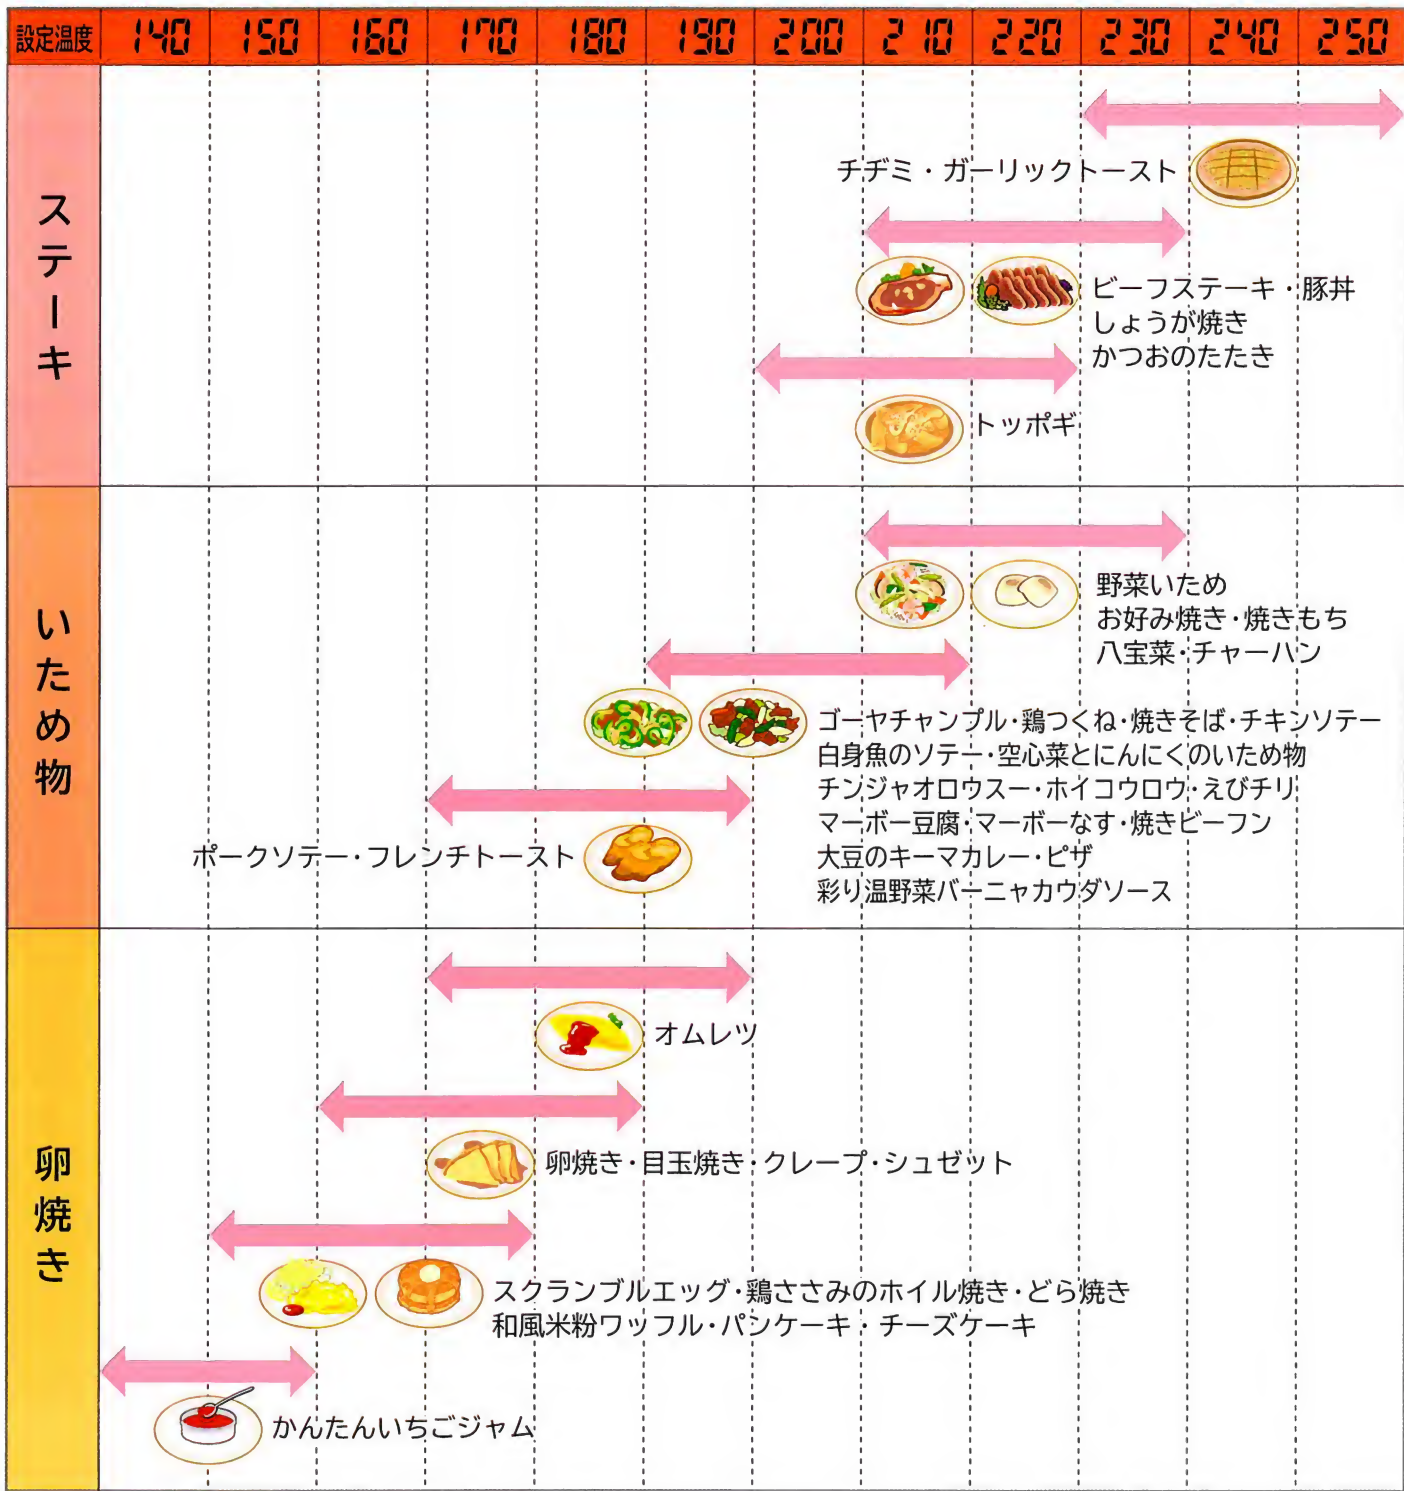 設定温度 140 150 160 170 180 190 200 210 220 230 240 250
ステーキ
チヂミ・ガーリックトースト
ビーフステーキ・豚丼
しょうが焼き
かつおのたたき
トッポギ
いため物
野菜いため
お好み焼き・焼きもち
八宝菜・チャーハン
ゴーヤチャンプル・鶏つくね・焼きそば・チキンソテー
白身魚のソテー・空心菜とにんにくのいため物
チンジャオロウスー・ホイコウロウ・えびチリ
マーボー豆腐・マーボーなす・焼きビーフン
大豆のキーマカレー・ピザ
彩り温野菜バーニャカウダソース
ポークソテー・フレンチトースト
卵焼き
オムレツ
卵焼き・目玉焼き・クレープ・シュゼット
スクランブルエッグ・鶏ささみのホイル焼き・どら焼き
和風米粉ワッフル・パンケーキ・チーズケーキ
かんたんいちごジャム